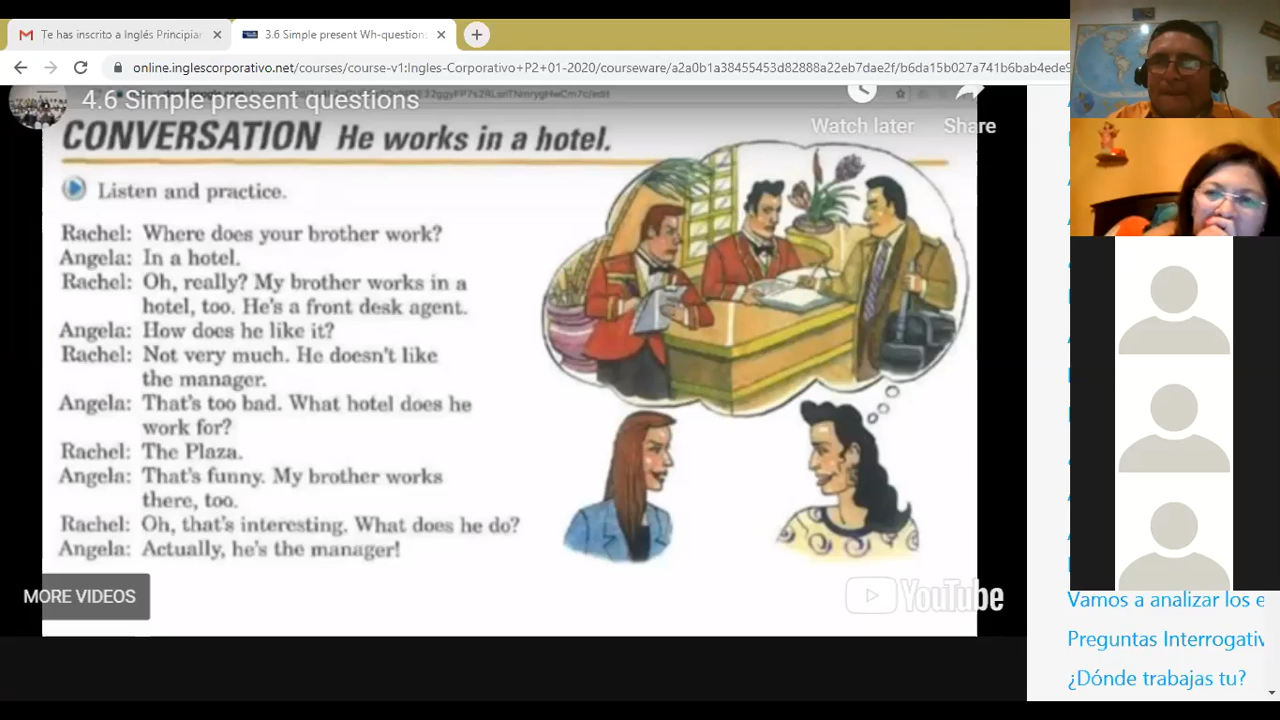 Te has inscrito a Inglés Principian
3.6 Simple present Wh-question
online.inglescorporativo.net/courses/course-v1:Ingles-Corporativo+P2+01-2020/courseware/a2a0b1a38455453d82888a22eb7dae2f/b6da15b027a741b6bab4ede9
4.6 Simple present questions
Watch later
Share
CONVERSATION He works in a hotel.
Listen and practice.
Rachel: Where does your brother work?
Angela: In a hotel.
Rachel: Oh, really? My brother works in a
hotel, too. He's a front desk agent.
Angela: How does he like it?
Rachel: Not very much. He doesn't like
the manager.
Angela: That's too bad. What hotel does he
work for?
Rachel: The Plaza.
Angela: That's funny. My brother works
there, too.
Rachel: Oh, that's interesting. What does he do?
Angela: Actually, he's the manager!
MORE VIDEOS
YouTube
Vamos a analizar los e
Preguntas Interrogativ
¿Dónde trabajas tu?